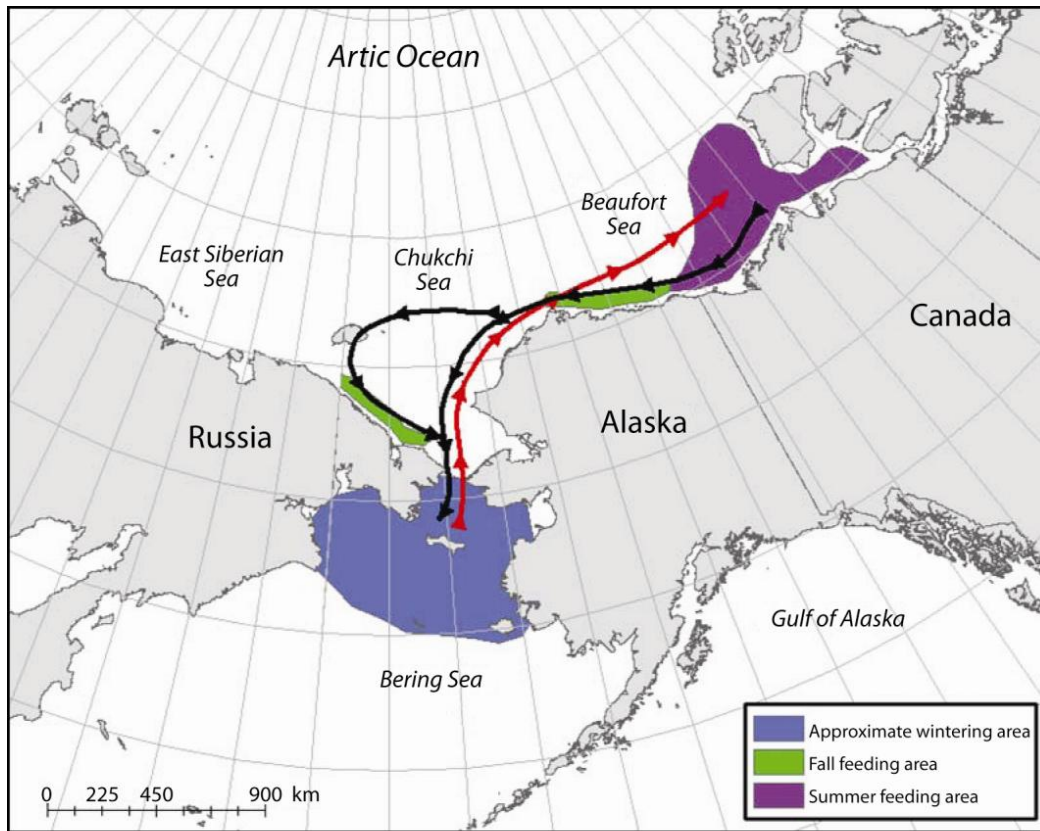 Artic Ocean
Beaufort
Sea
East Siberian
Sea
Chukchi
Sea
Canada
Russia
Alaska
Gulf of Alaska
Bering Sea
Approximate wintering area
Fall feeding area
Summer feeding area
0 225 450 900 km